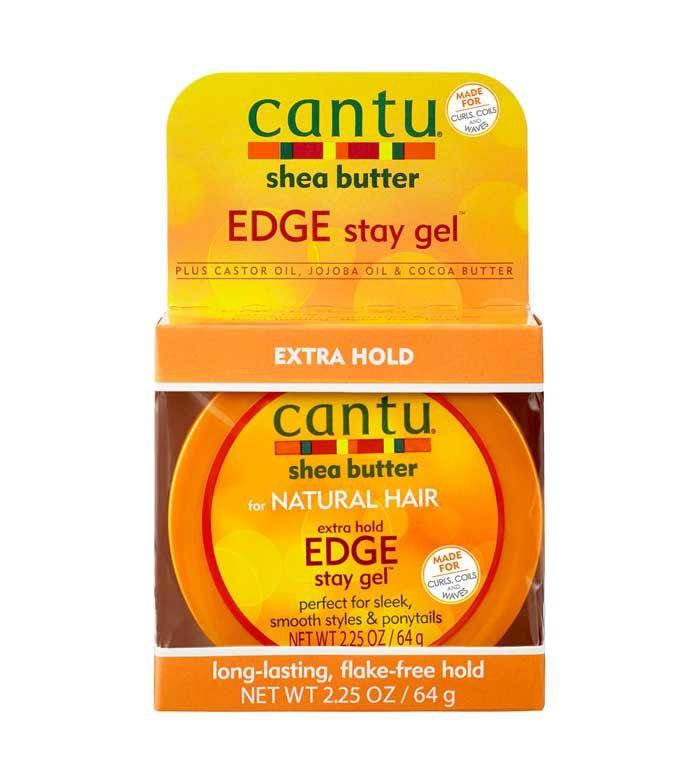 cantu®
MADE
FOR
CURLS, COILS
AND
WAVES
shea butter
EDGE stay gel™
PLUS CASTOR OIL, JOJOBA OIL & COCOA BUTTER
EXTRA HOLD
cantu®
shea butter
for NATURAL HAIR
extra hold
EDGE
stay gel™
MADE
FOR
CURLS, COILS
AND
WAVES
perfect for sleek,
smooth styles & ponytails
NET WT 2.25 OZ / 64 g
long-lasting, flake-free hold
NET WT 2.25 OZ / 64 g